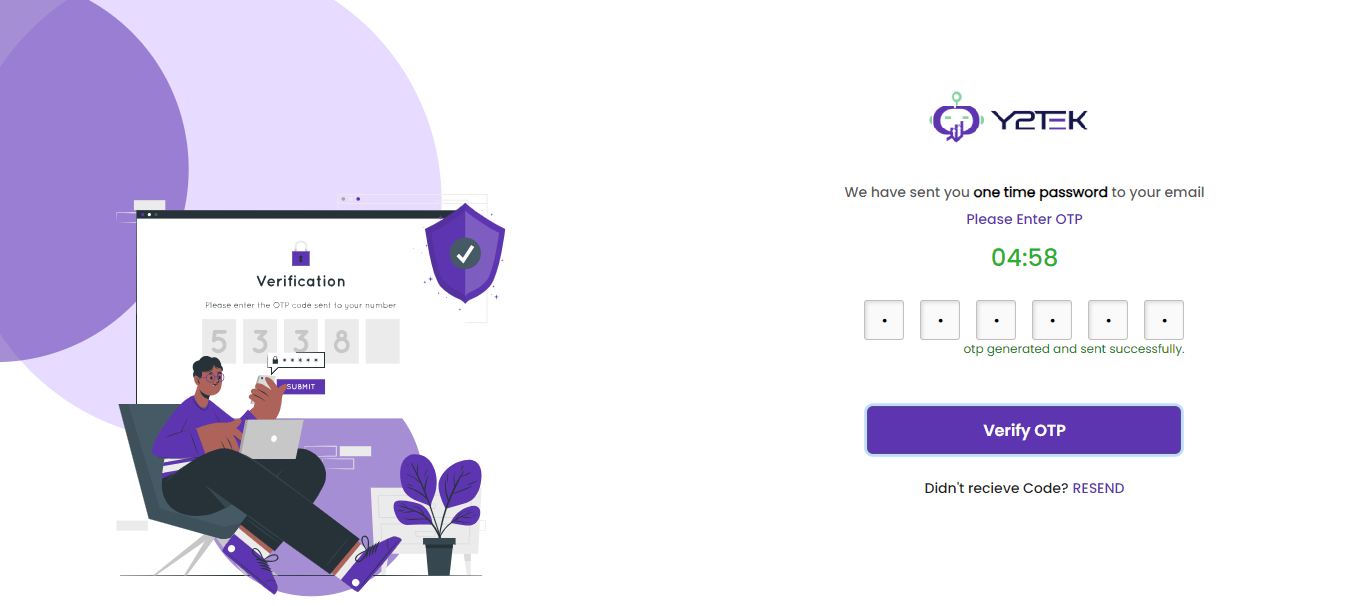 Verification
Please enter the OTP code sent to your number
5 3 3 8
* * * * *
SUBMIT
Y2TEK
We have sent you one time password to your email
Please Enter OTP
04:58
• • • • • •
otp generated and sent successfully.
Verify OTP
Didn't recieve Code? RESEND